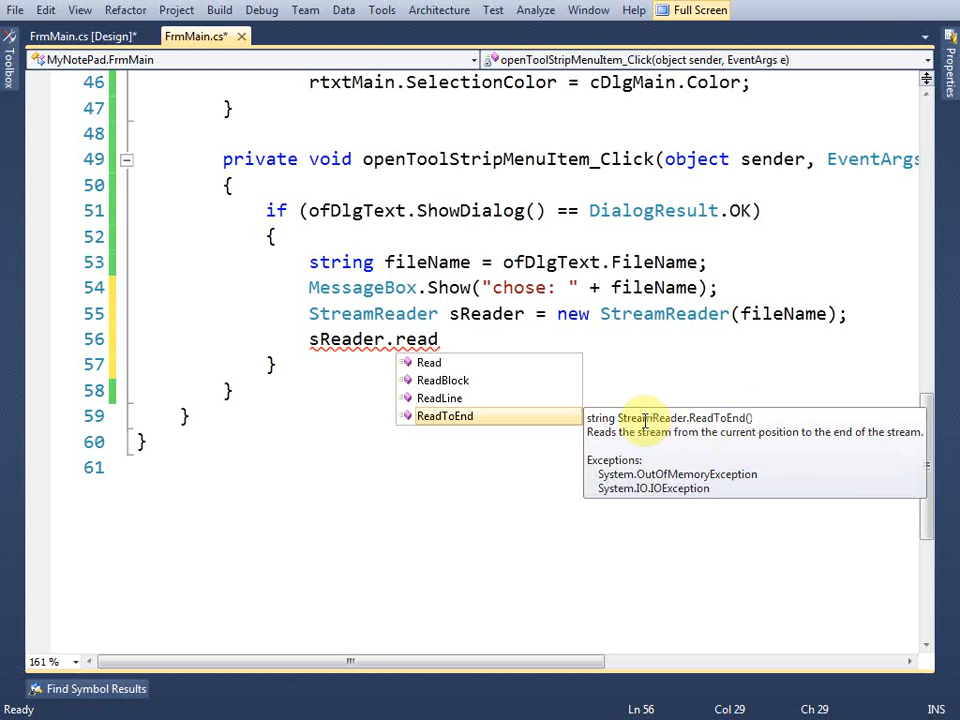 File Edit View Refactor Project Build Debug Team Data Tools Architecture Test Analyze Window Help Full Screen
FrmMain.cs [Design]* FrmMain.cs*
Toolbox
Properties
MyNotePad.FrmMain openToolStripMenuItem_Click(object sender, EventArgs e)
46 rtxtMain.SelectionColor = cDlgMain.Color;
47 }
48
49 private void openToolStripMenuItem_Click(object sender, EventArgs
50 {
51 if (ofDlgText.ShowDialog() == DialogResult.OK)
52 {
53 string fileName = ofDlgText.FileName;
54 MessageBox.Show("chose: " + fileName);
55 StreamReader sReader = new StreamReader(fileName);
56 sReader.read
57 }
58 }
59 }
60 }
61
Read
ReadBlock
ReadLine
ReadToEnd
string StreamReader.ReadToEnd()
Reads the stream from the current position to the end of the stream.
Exceptions:
System.OutOfMemoryException
System.IO.IOException
161 %
Find Symbol Results
Ready Ln 56 Col 29 Ch 29 INS